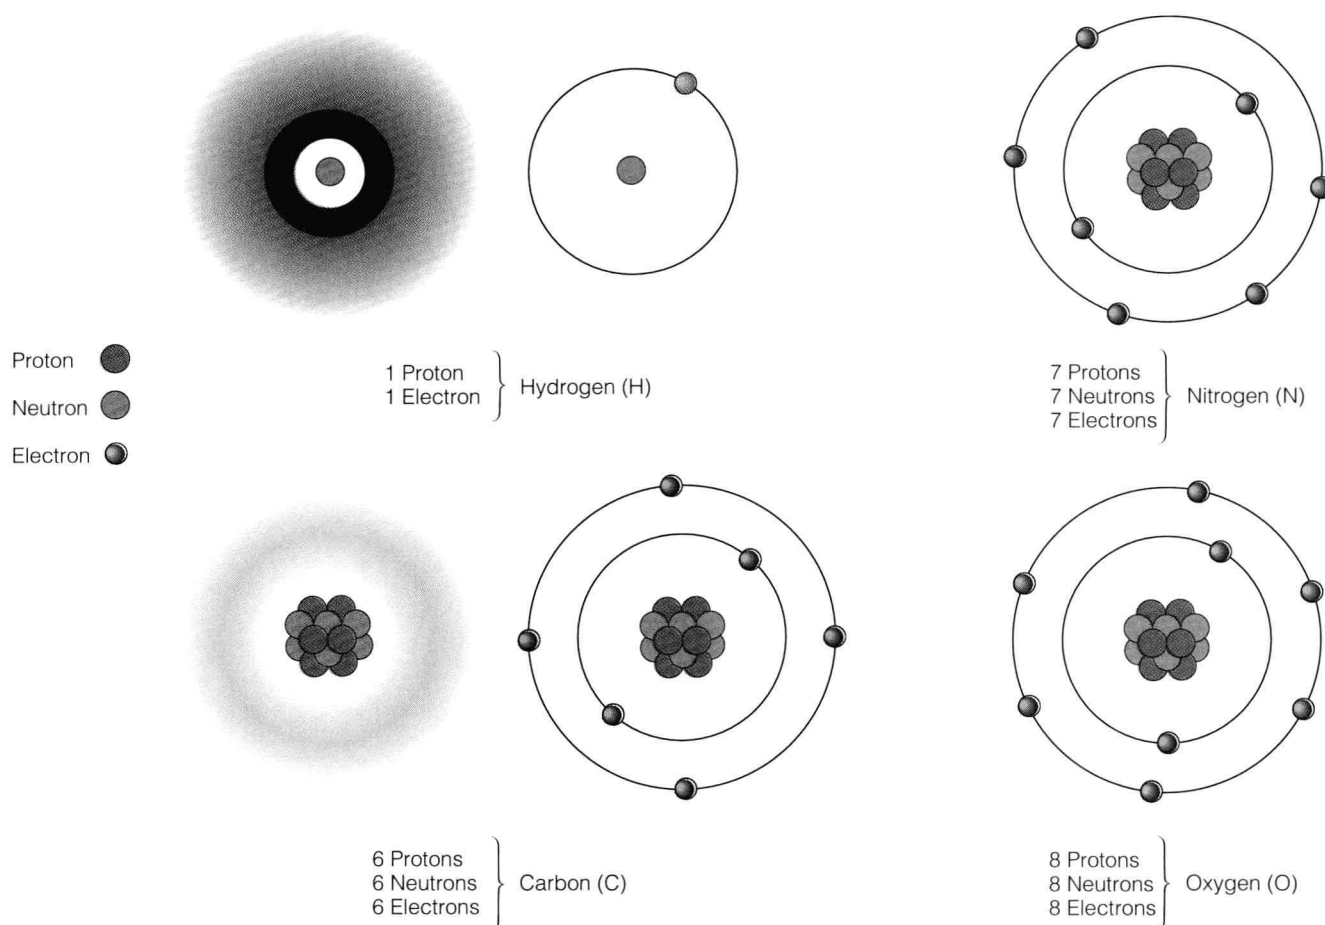 Proton
Neutron
Electron
1 Proton
1 Electron
Hydrogen (H)
7 Protons
7 Neutrons
7 Electrons
Nitrogen (N)
6 Protons
6 Neutrons
6 Electrons
Carbon (C)
8 Protons
8 Neutrons
8 Electrons
Oxygen (O)